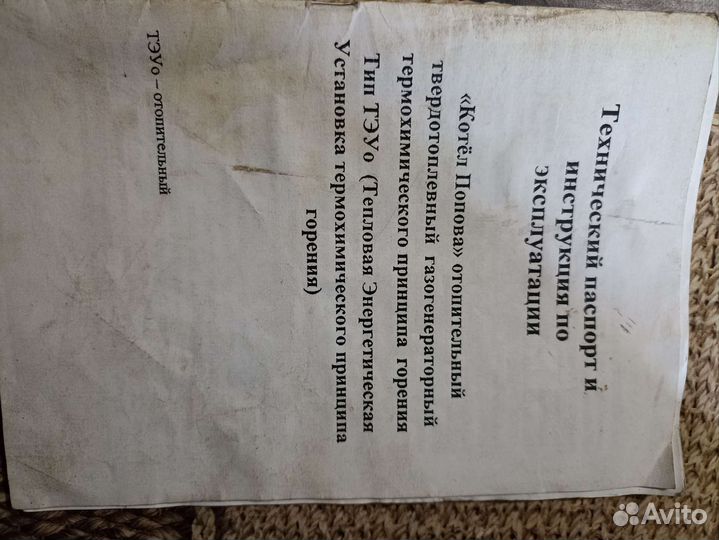 Технический паспорт и
инструкция по
эксплуатации
«Котёл Попова» отопительный
твердотоплевный газогенераторный
термохимического принципа горения
Тип ТЭУо (Тепловая Энергетическая
Установка термохимического принципа
горения)
ТЭУо – отопительный
Avito